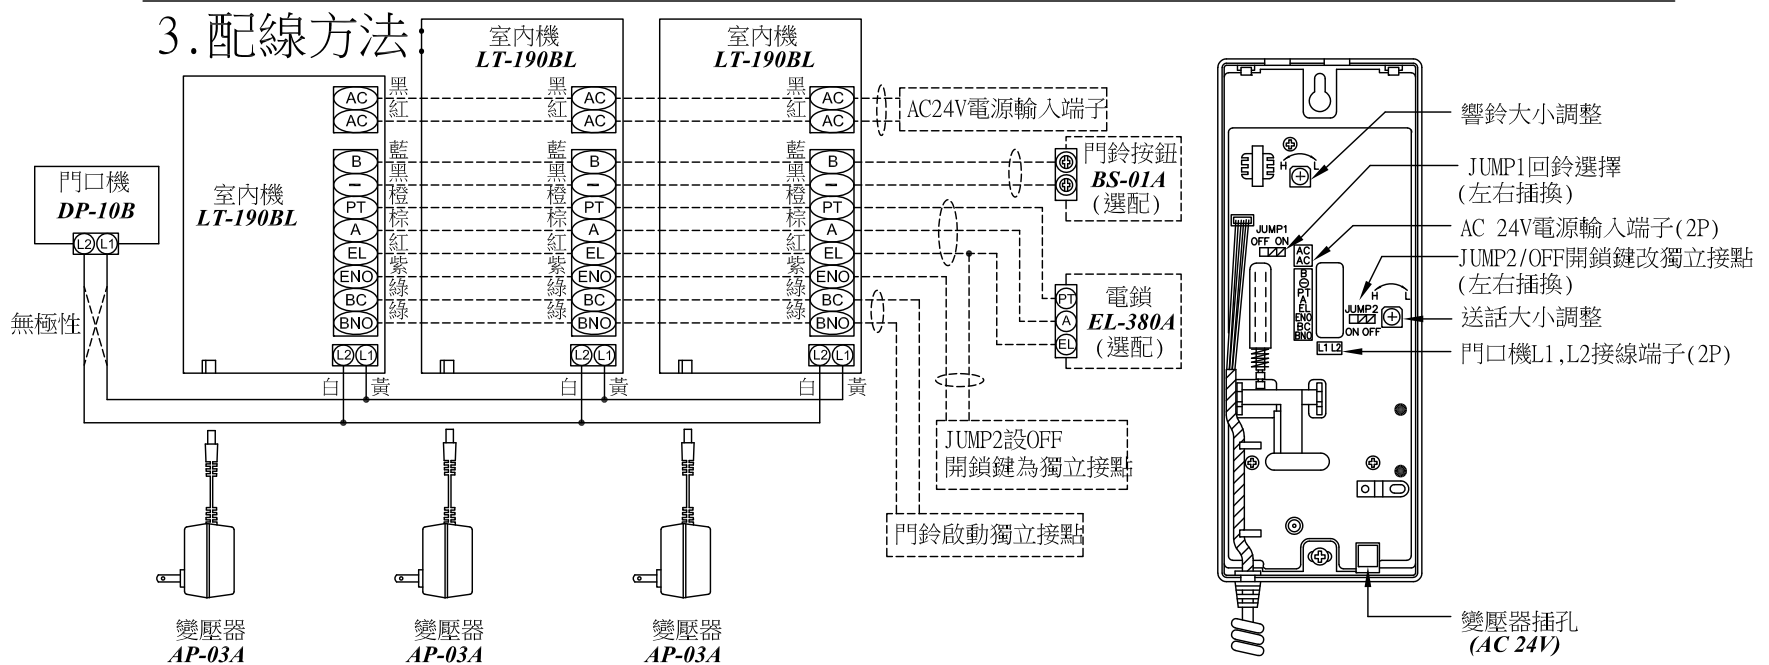 3.配線方法:
室內機
LT-190BL
室內機
LT-190BL
室內機
LT-190BL
門口機
DP-10B
L2 L1
無極性
AC 黑 AC 黑 AC
AC 紅 AC 紅 AC
B 藍 B 藍 B
− 黑 − 黑 −
PT 橙 PT 橙 PT
A 棕 A 棕 A
EL 紅 EL 紅 EL
ENO 紫 ENO 紫 ENO
BC 綠 BC 綠 BC
BNO 綠 BNO 綠 BNO
L2 L1 L2 L1 L2 L1
白 黃 白 黃 白 黃
AC24V電源輸入端子
門鈴按鈕
BS-01A
(選配)
PT
A
EL
電鎖
EL-380A
(選配)
JUMP2設OFF
開鎖鍵為獨立接點
門鈴啟動獨立接點
變壓器
AP-03A
變壓器
AP-03A
變壓器
AP-03A
H L
JUMP1
OFF ON
AC
AC
B
⊖
PT
A
EL
ENO
BC
BNO
H L
JUMP2
ON OFF
L1 L2
響鈴大小調整
JUMP1回鈴選擇
(左右插換)
AC 24V電源輸入端子(2P)
JUMP2/OFF開鎖鍵改獨立接點
(左右插換)
送話大小調整
門口機L1,L2接線端子(2P)
變壓器插孔
(AC 24V)